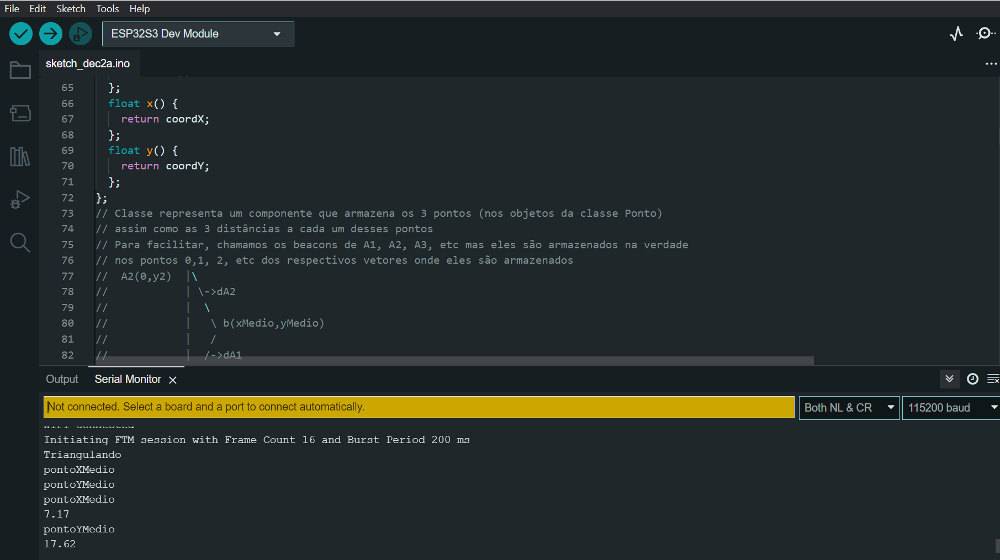 File Edit Sketch Tools Help
ESP32S3 Dev Module
sketch_dec2a.ino
65 };
66 float x() {
67 return coordX;
68 };
69 float y() {
70 return coordY;
71 };
72 };
73 // Classe representa um componente que armazena os 3 pontos (nos objetos da classe Ponto)
74 // assim como as 3 distâncias a cada um desses pontos
75 // Para facilitar, chamamos os beacons de A1, A2, A3, etc mas eles são armazenados na verdade
76 // nos pontos 0,1, 2, etc dos respectivos vetores onde eles são armazenados
77 // A2(0,y2) |\
78 // | \->dA2
79 // | \
80 // | \ b(xMedio,yMedio)
81 // | /
82 // | /->dA1
Output Serial Monitor
Not connected. Select a board and a port to connect automatically. Both NL & CR 115200 baud
Initiating FTM session with Frame Count 16 and Burst Period 200 ms
Triangulando
pontoXMedio
pontoYMedio
pontoXMedio
7.17
pontoYMedio
17.62